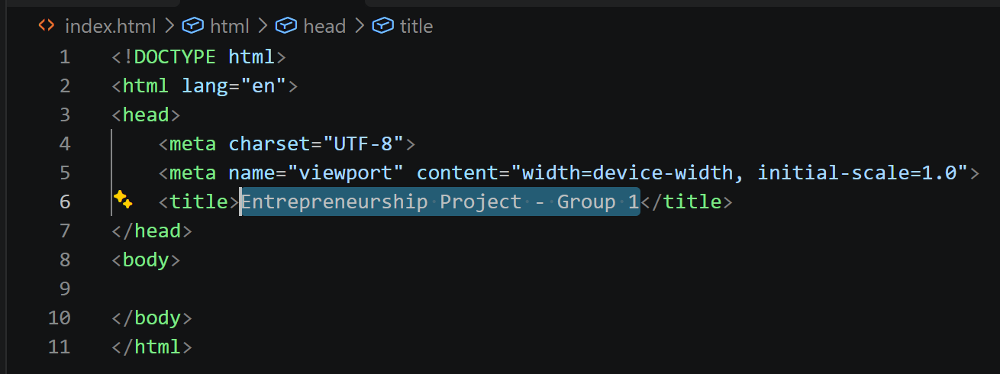 index.html > html > head > title
1 <!DOCTYPE html>
2 <html lang="en">
3 <head>
4     <meta charset="UTF-8">
5     <meta name="viewport" content="width=device-width, initial-scale=1.0">
6     <title>Entrepreneurship Project - Group 1</title>
7 </head>
8 <body>
9
10 </body>
11 </html>